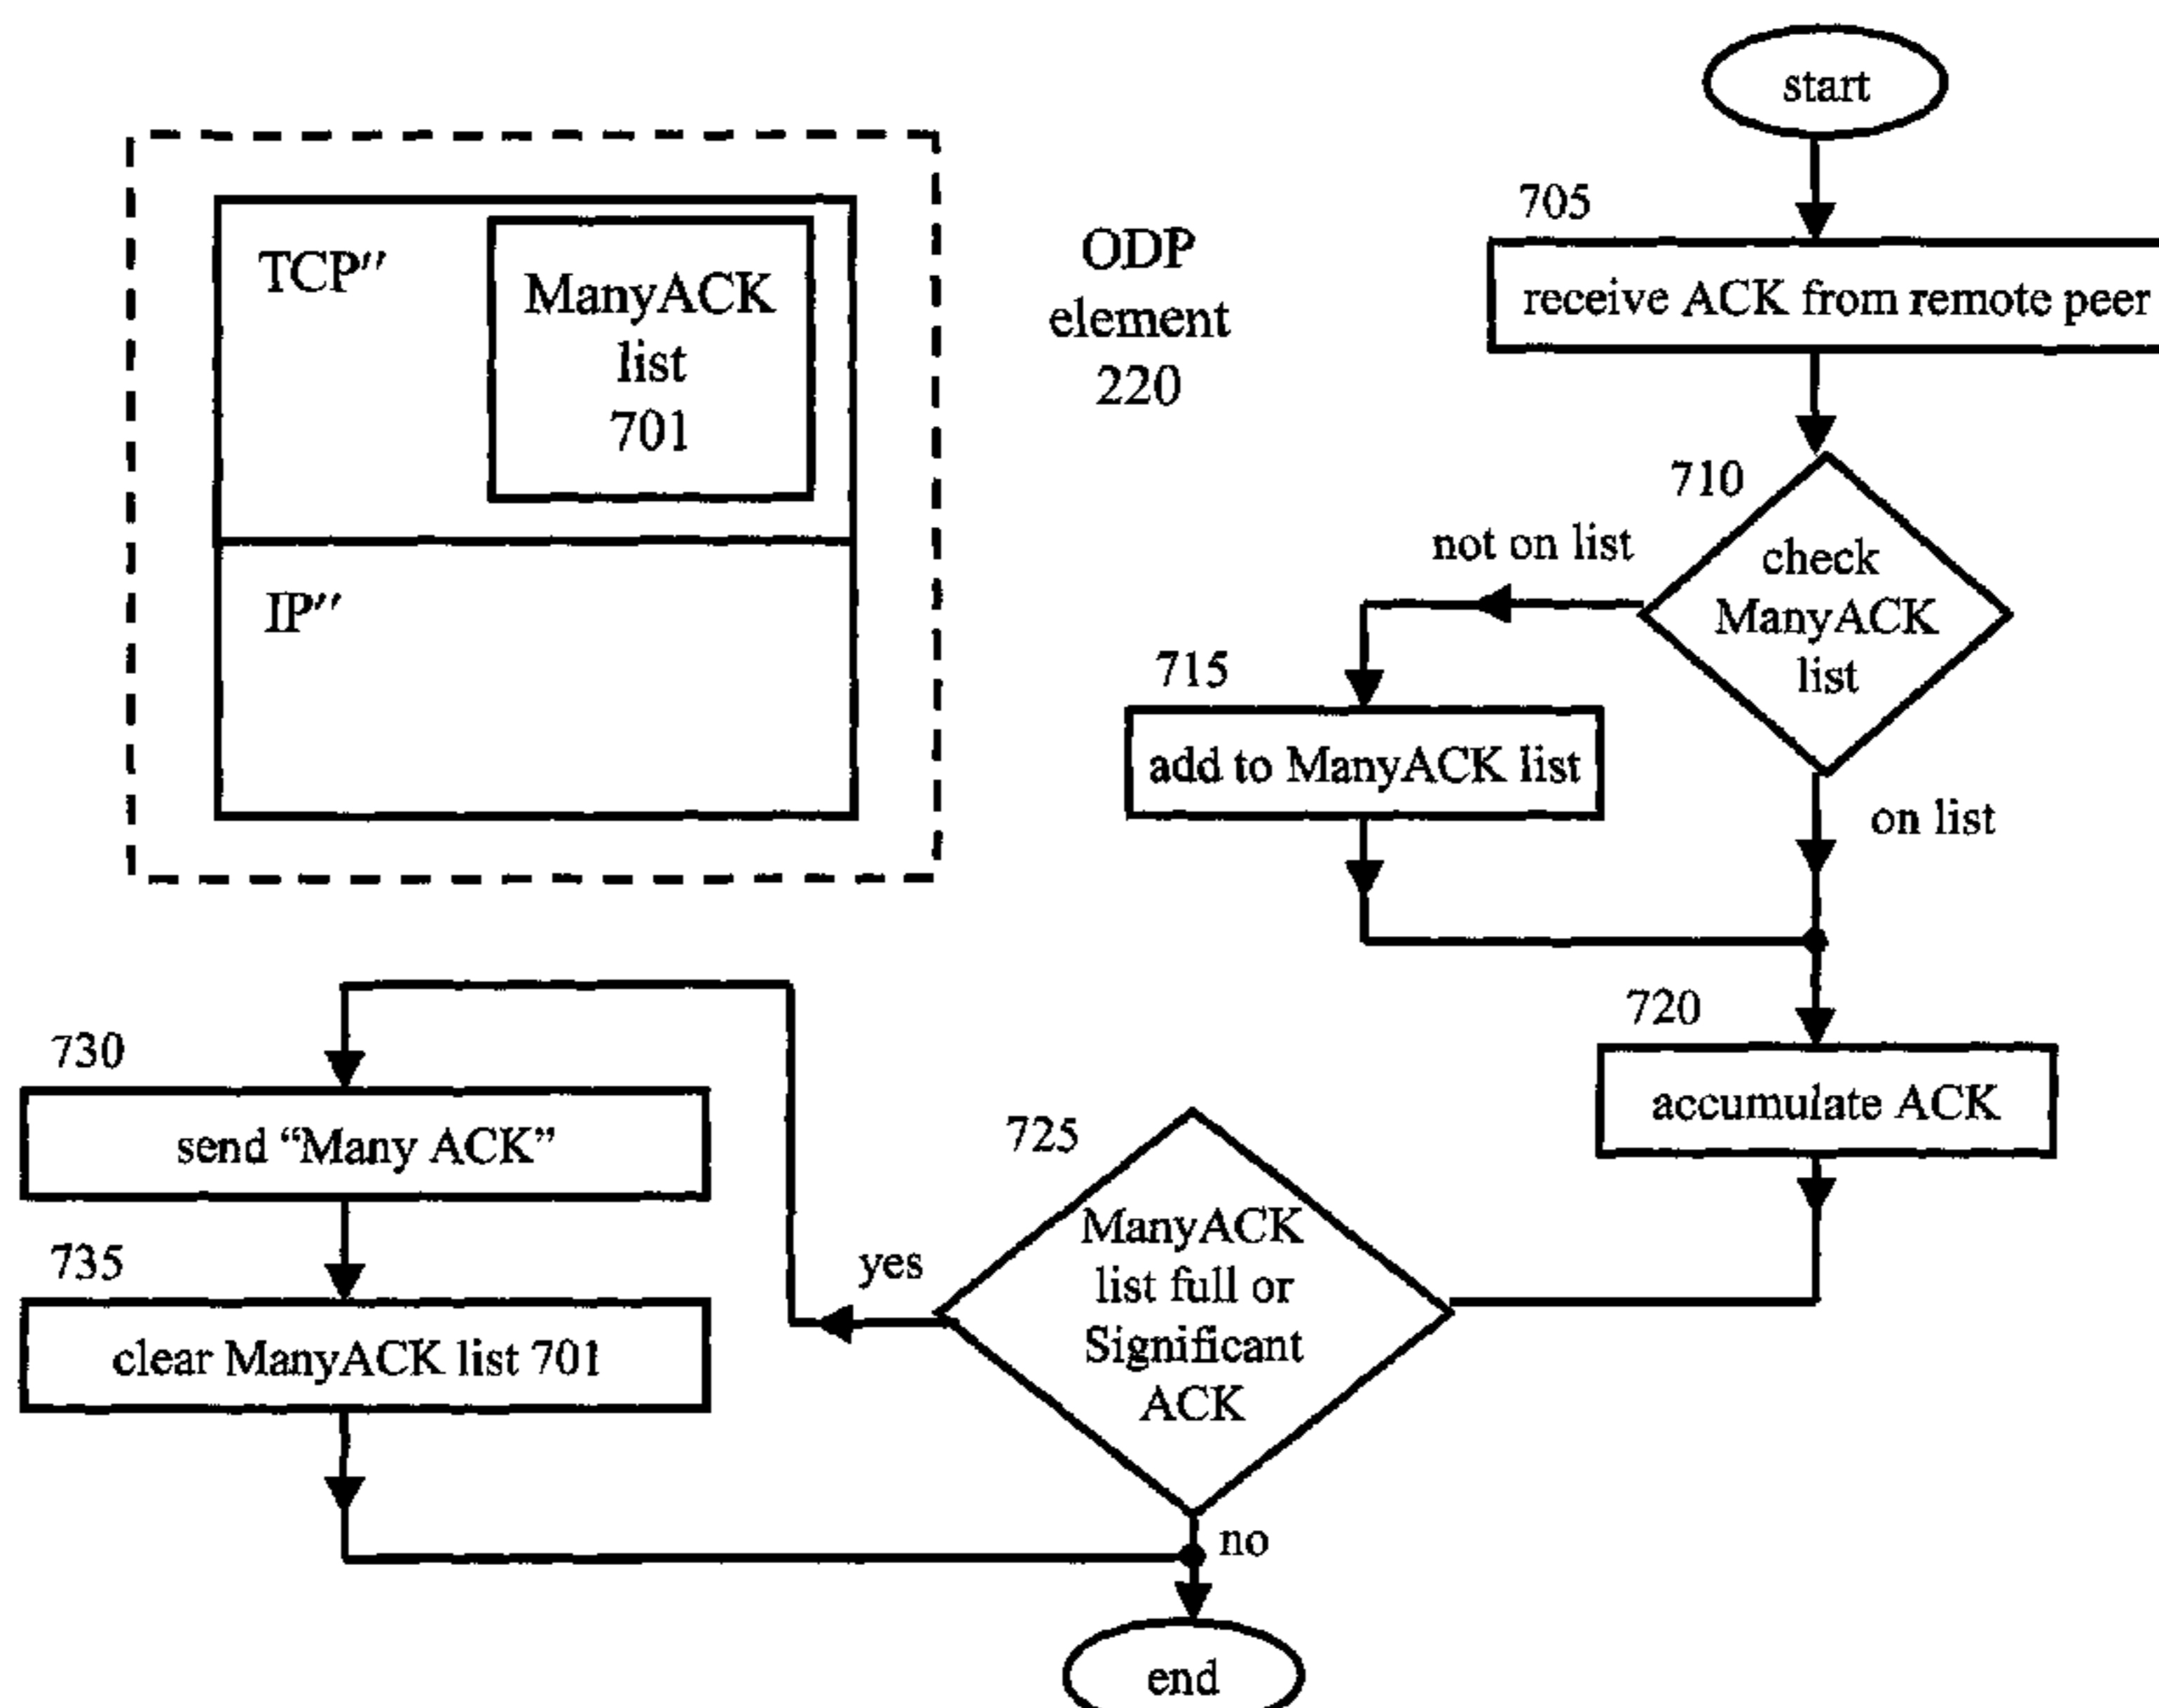 start
705
receive ACK from remote peer
TCP″
ManyACK
list
701
IP″
ODP
element
220
710
check
ManyACK
list
not on list
on list
715
add to ManyACK list
720
accumulate ACK
725
ManyACK
list full or
Significant
ACK
yes
no
730
send “Many ACK”
735
clear ManyACK list 701
end